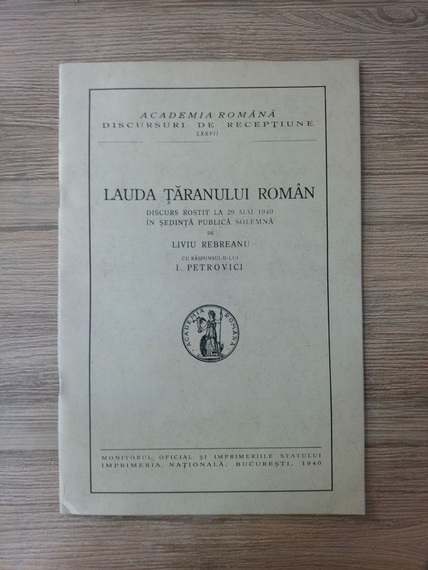 ACADEMIA ROMÂNĂ
DISCURSURI DE RECEPȚIUNE
LXXVII
LAUDA ȚĂRANULUI ROMÂN
DISCURS ROSTIT LA 29 MAI 1940
ÎN ȘEDINȚĂ PUBLICĂ SOLEMNĂ
DE
LIVIU REBREANU
CU RĂSPUNSUL D-LUI
I. PETROVICI
ACADEMIA ROMÂNĂ
MONITORUL OFICIAL ȘI IMPRIMERIILE STATULUI
IMPRIMERIA NAȚIONALĂ, BUCUREȘTI, 1940